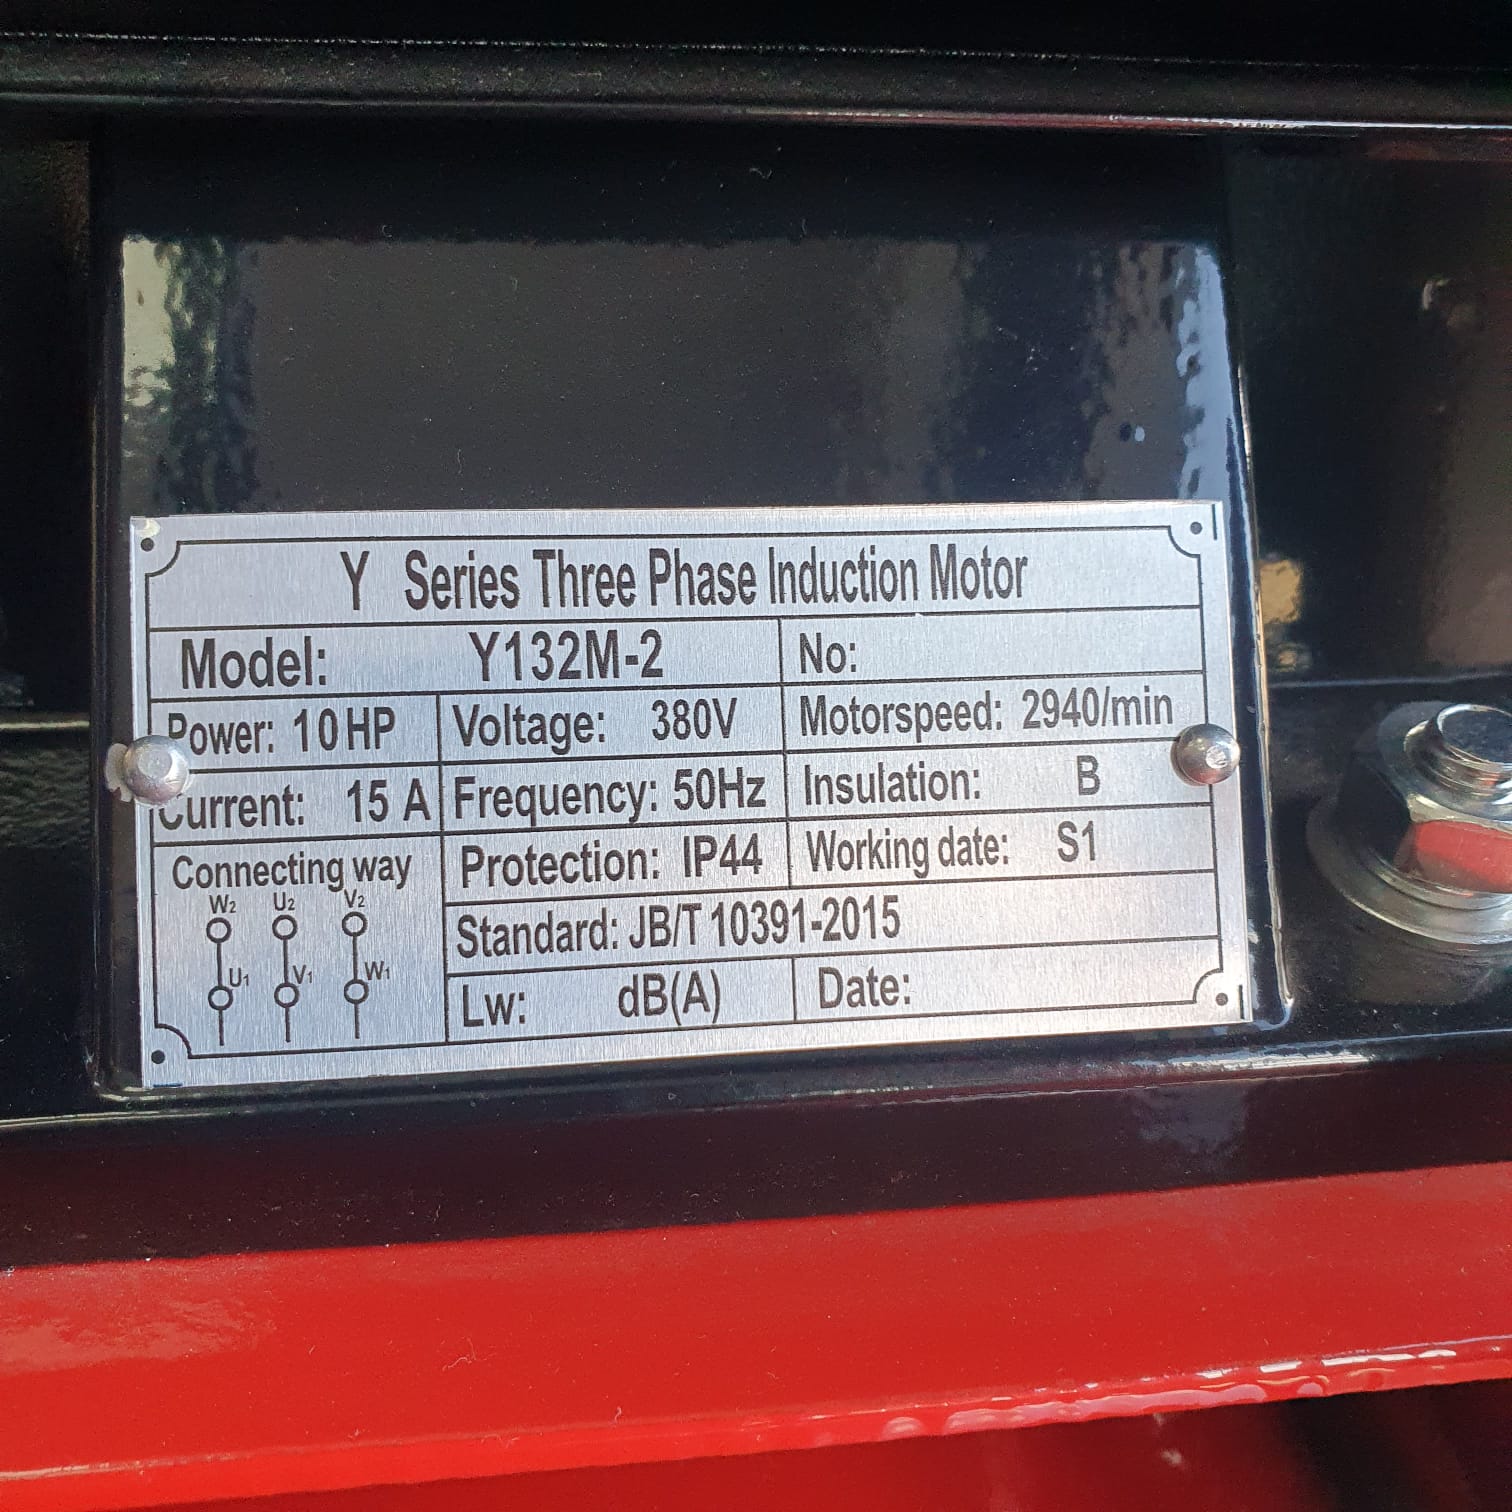 Y Series Three Phase Induction Motor
Model: Y132M-2 No:
Power: 10HP Voltage: 380V Motorspeed: 2940/min
Current: 15 A Frequency: 50Hz Insulation: B
Connecting way Protection: IP44 Working date: S1
W2 U2 V2
Standard: JB/T 10391-2015
U1 V1 W1
Lw: dB(A) Date: